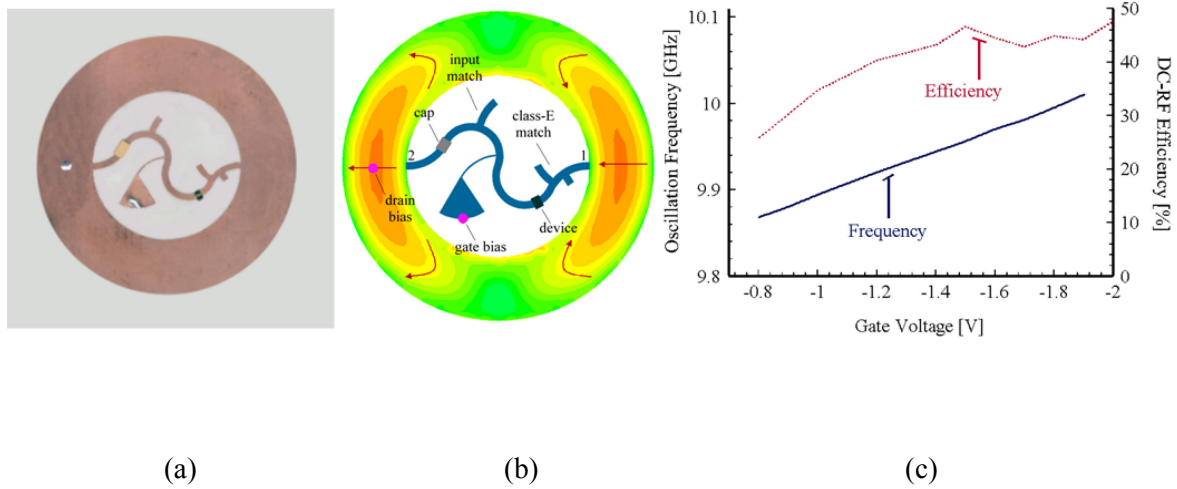 input
match
cap
class-E
match
2
1
drain
bias
device
gate bias
Oscillation Frequency [GHz]
10.1
10
9.9
9.8
50
40
30
20
10
0
DC-RF Efficiency [%]
Efficiency
Frequency
-0.8 -1 -1.2 -1.4 -1.6 -1.8 -2
Gate Voltage [V]
(a) (b) (c)